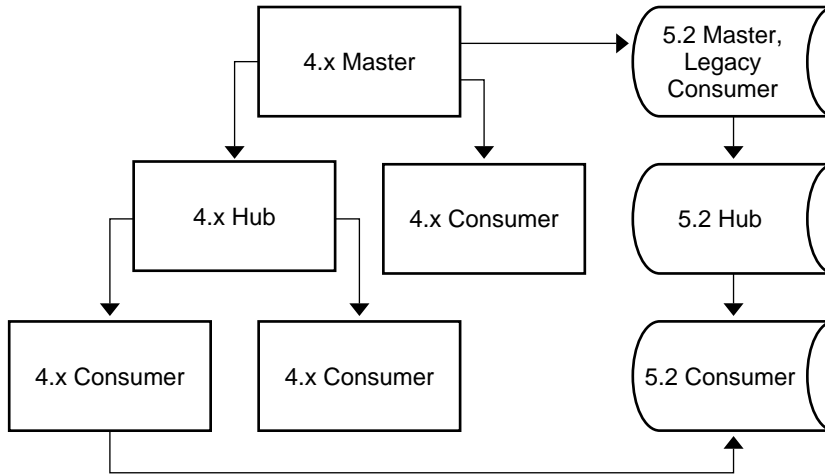 4.x Master
5.2 Master,
Legacy
Consumer
4.x Hub
4.x Consumer
5.2 Hub
4.x Consumer
4.x Consumer
5.2 Consumer